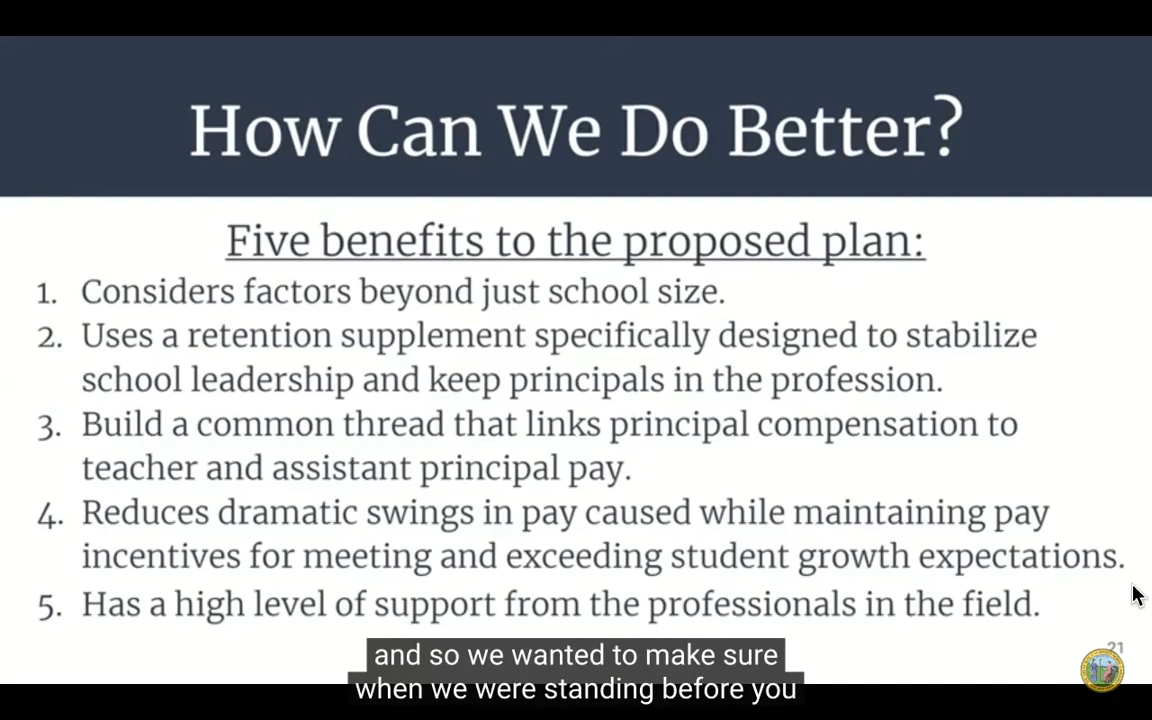 How Can We Do Better?
Five benefits to the proposed plan:
1. Considers factors beyond just school size.
2. Uses a retention supplement specifically designed to stabilize
school leadership and keep principals in the profession.
3. Build a common thread that links principal compensation to
teacher and assistant principal pay.
4. Reduces dramatic swings in pay caused while maintaining pay
incentives for meeting and exceeding student growth expectations.
5. Has a high level of support from the professionals in the field.
21
and so we wanted to make sure
when we were standing before you